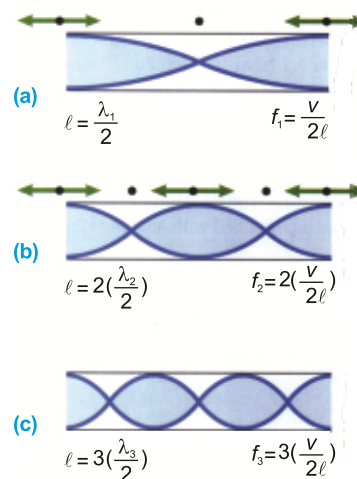 (a)
ℓ = λ₁/2 f₁ = v/2ℓ
(b)
ℓ = 2(λ₂/2) f₂ = 2(v/2ℓ)
(c)
ℓ = 3(λ₃/2) f₃ = 3(v/2ℓ)